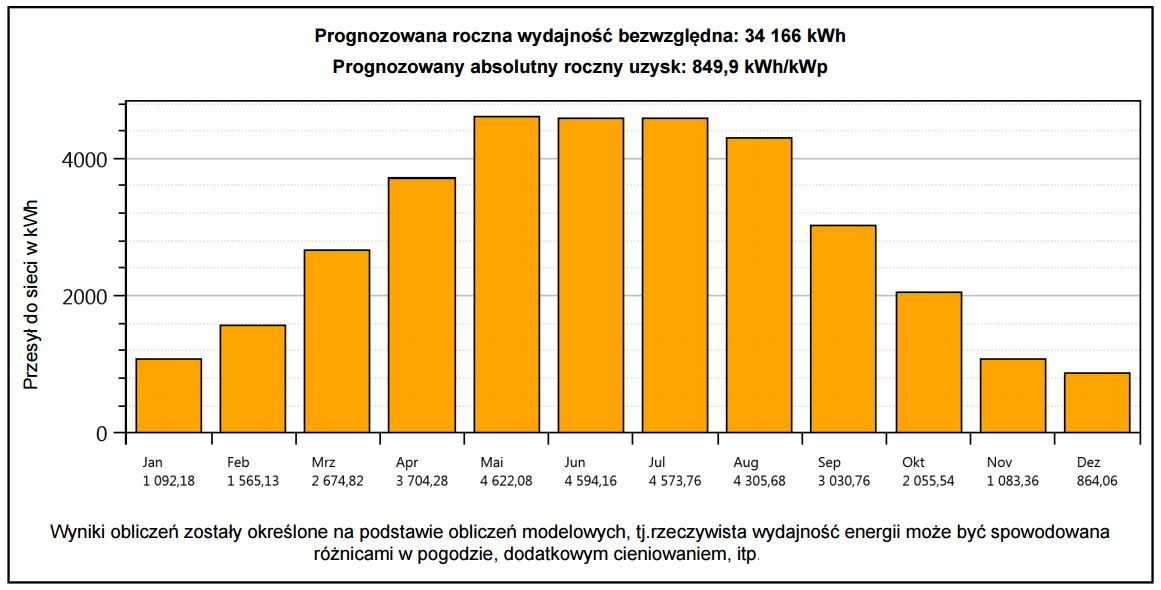 Prognozowana roczna wydajność bezwzględna: 34 166 kWh
Prognozowany absolutny roczny uzysk: 849,9 kWh/kWp
Przesył do sieci w kWh
4000
2000
0
Jan Feb Mrz Apr Mai Jun Jul Aug Sep Okt Nov Dez
1 092,18 1 565,13 2 674,82 3 704,28 4 622,08 4 594,16 4 573,76 4 305,68 3 030,76 2 055,54 1 083,36 864,06
Wyniki obliczeń zostały określone na podstawie obliczeń modelowych, tj.rzeczywista wydajność energii może być spowodowana
różnicami w pogodzie, dodatkowym cieniowaniem, itp.